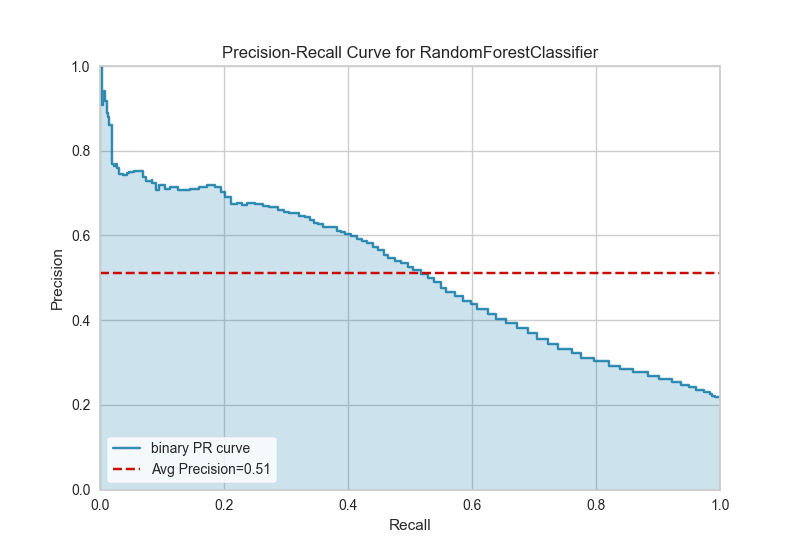 Precision-Recall Curve for RandomForestClassifier
1.0
0.8
0.6
0.4
0.2
0.0
Precision
binary PR curve
Avg Precision=0.51
0.0 0.2 0.4 0.6 0.8 1.0
Recall